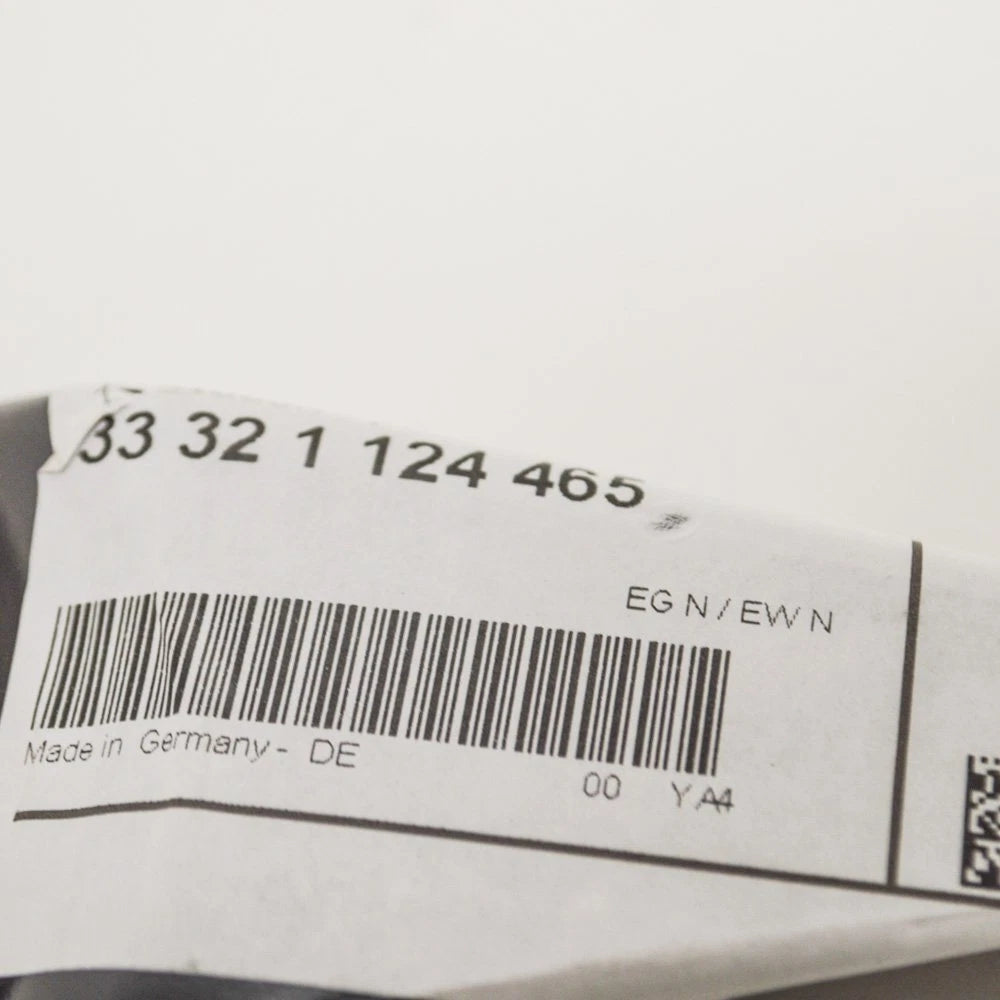 33 32 1 124 465
EG N / EW N
Made in Germany - DE
00 YA4